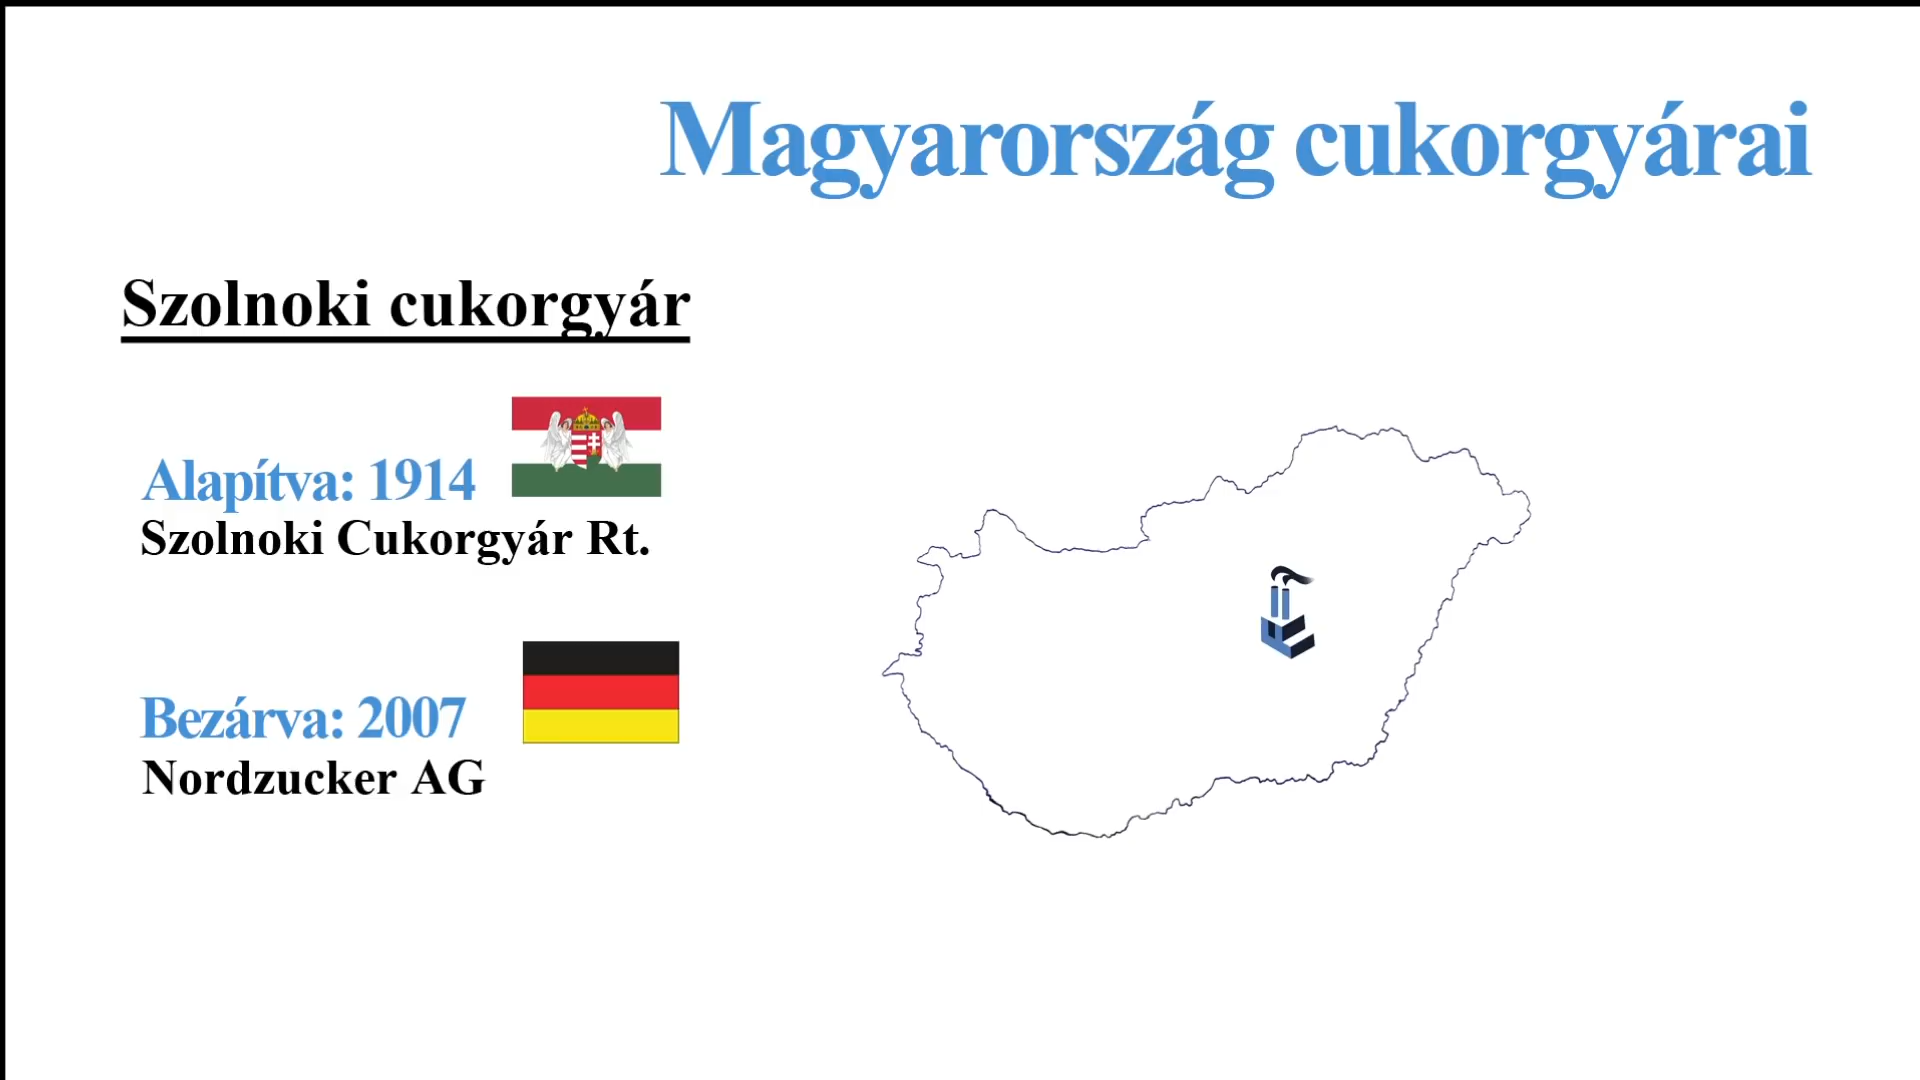 Magyarország cukorgyárai
Szolnoki cukorgyár
Alapítva: 1914
Szolnoki Cukorgyár Rt.
Bezárva: 2007
Nordzucker AG